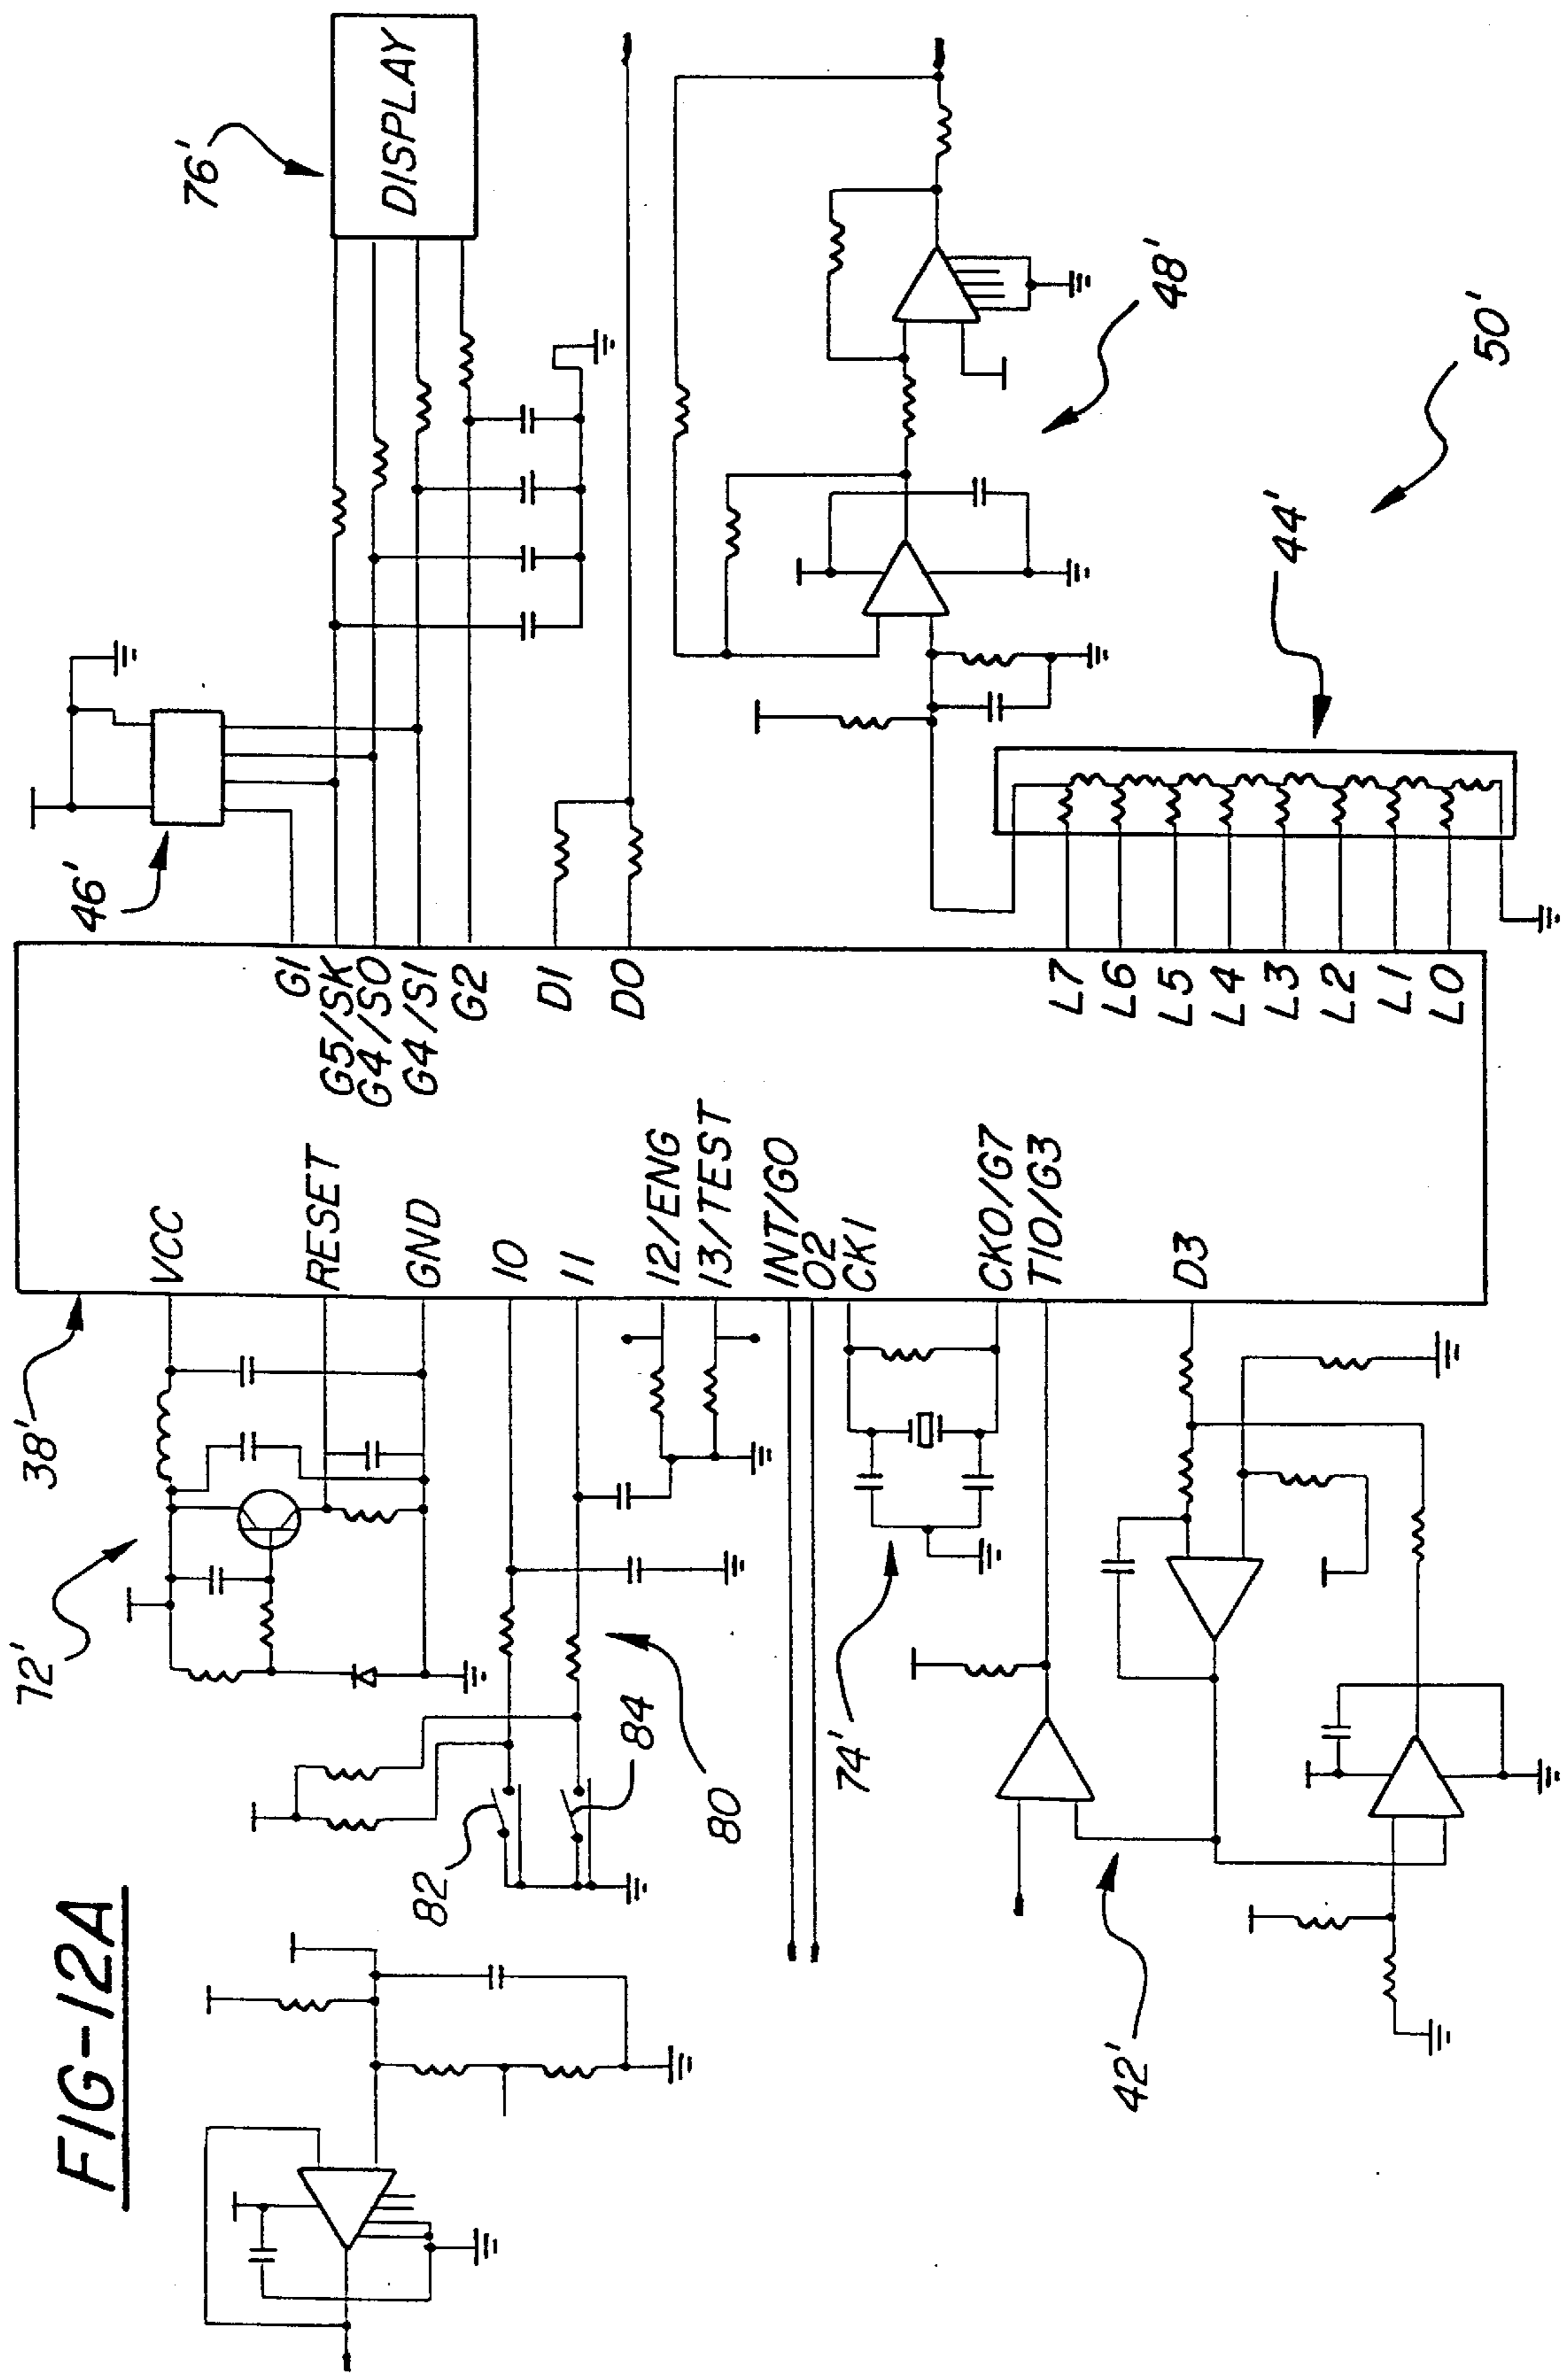 FIG-12A
38'
72'
VCC
RESET
GND
I0
I1
I2/ENG
I3/TEST
INT/G0
O2
CK1
CKO/G7
TIO/G3
D3
82
84
80
74'
42'
G1
G5/SK
G4/SO
G4/S1
G2
D1
D0
L7
L6
L5
L4
L3
L2
L1
L0
46'
76'
DISPLAY
48'
44'
50'